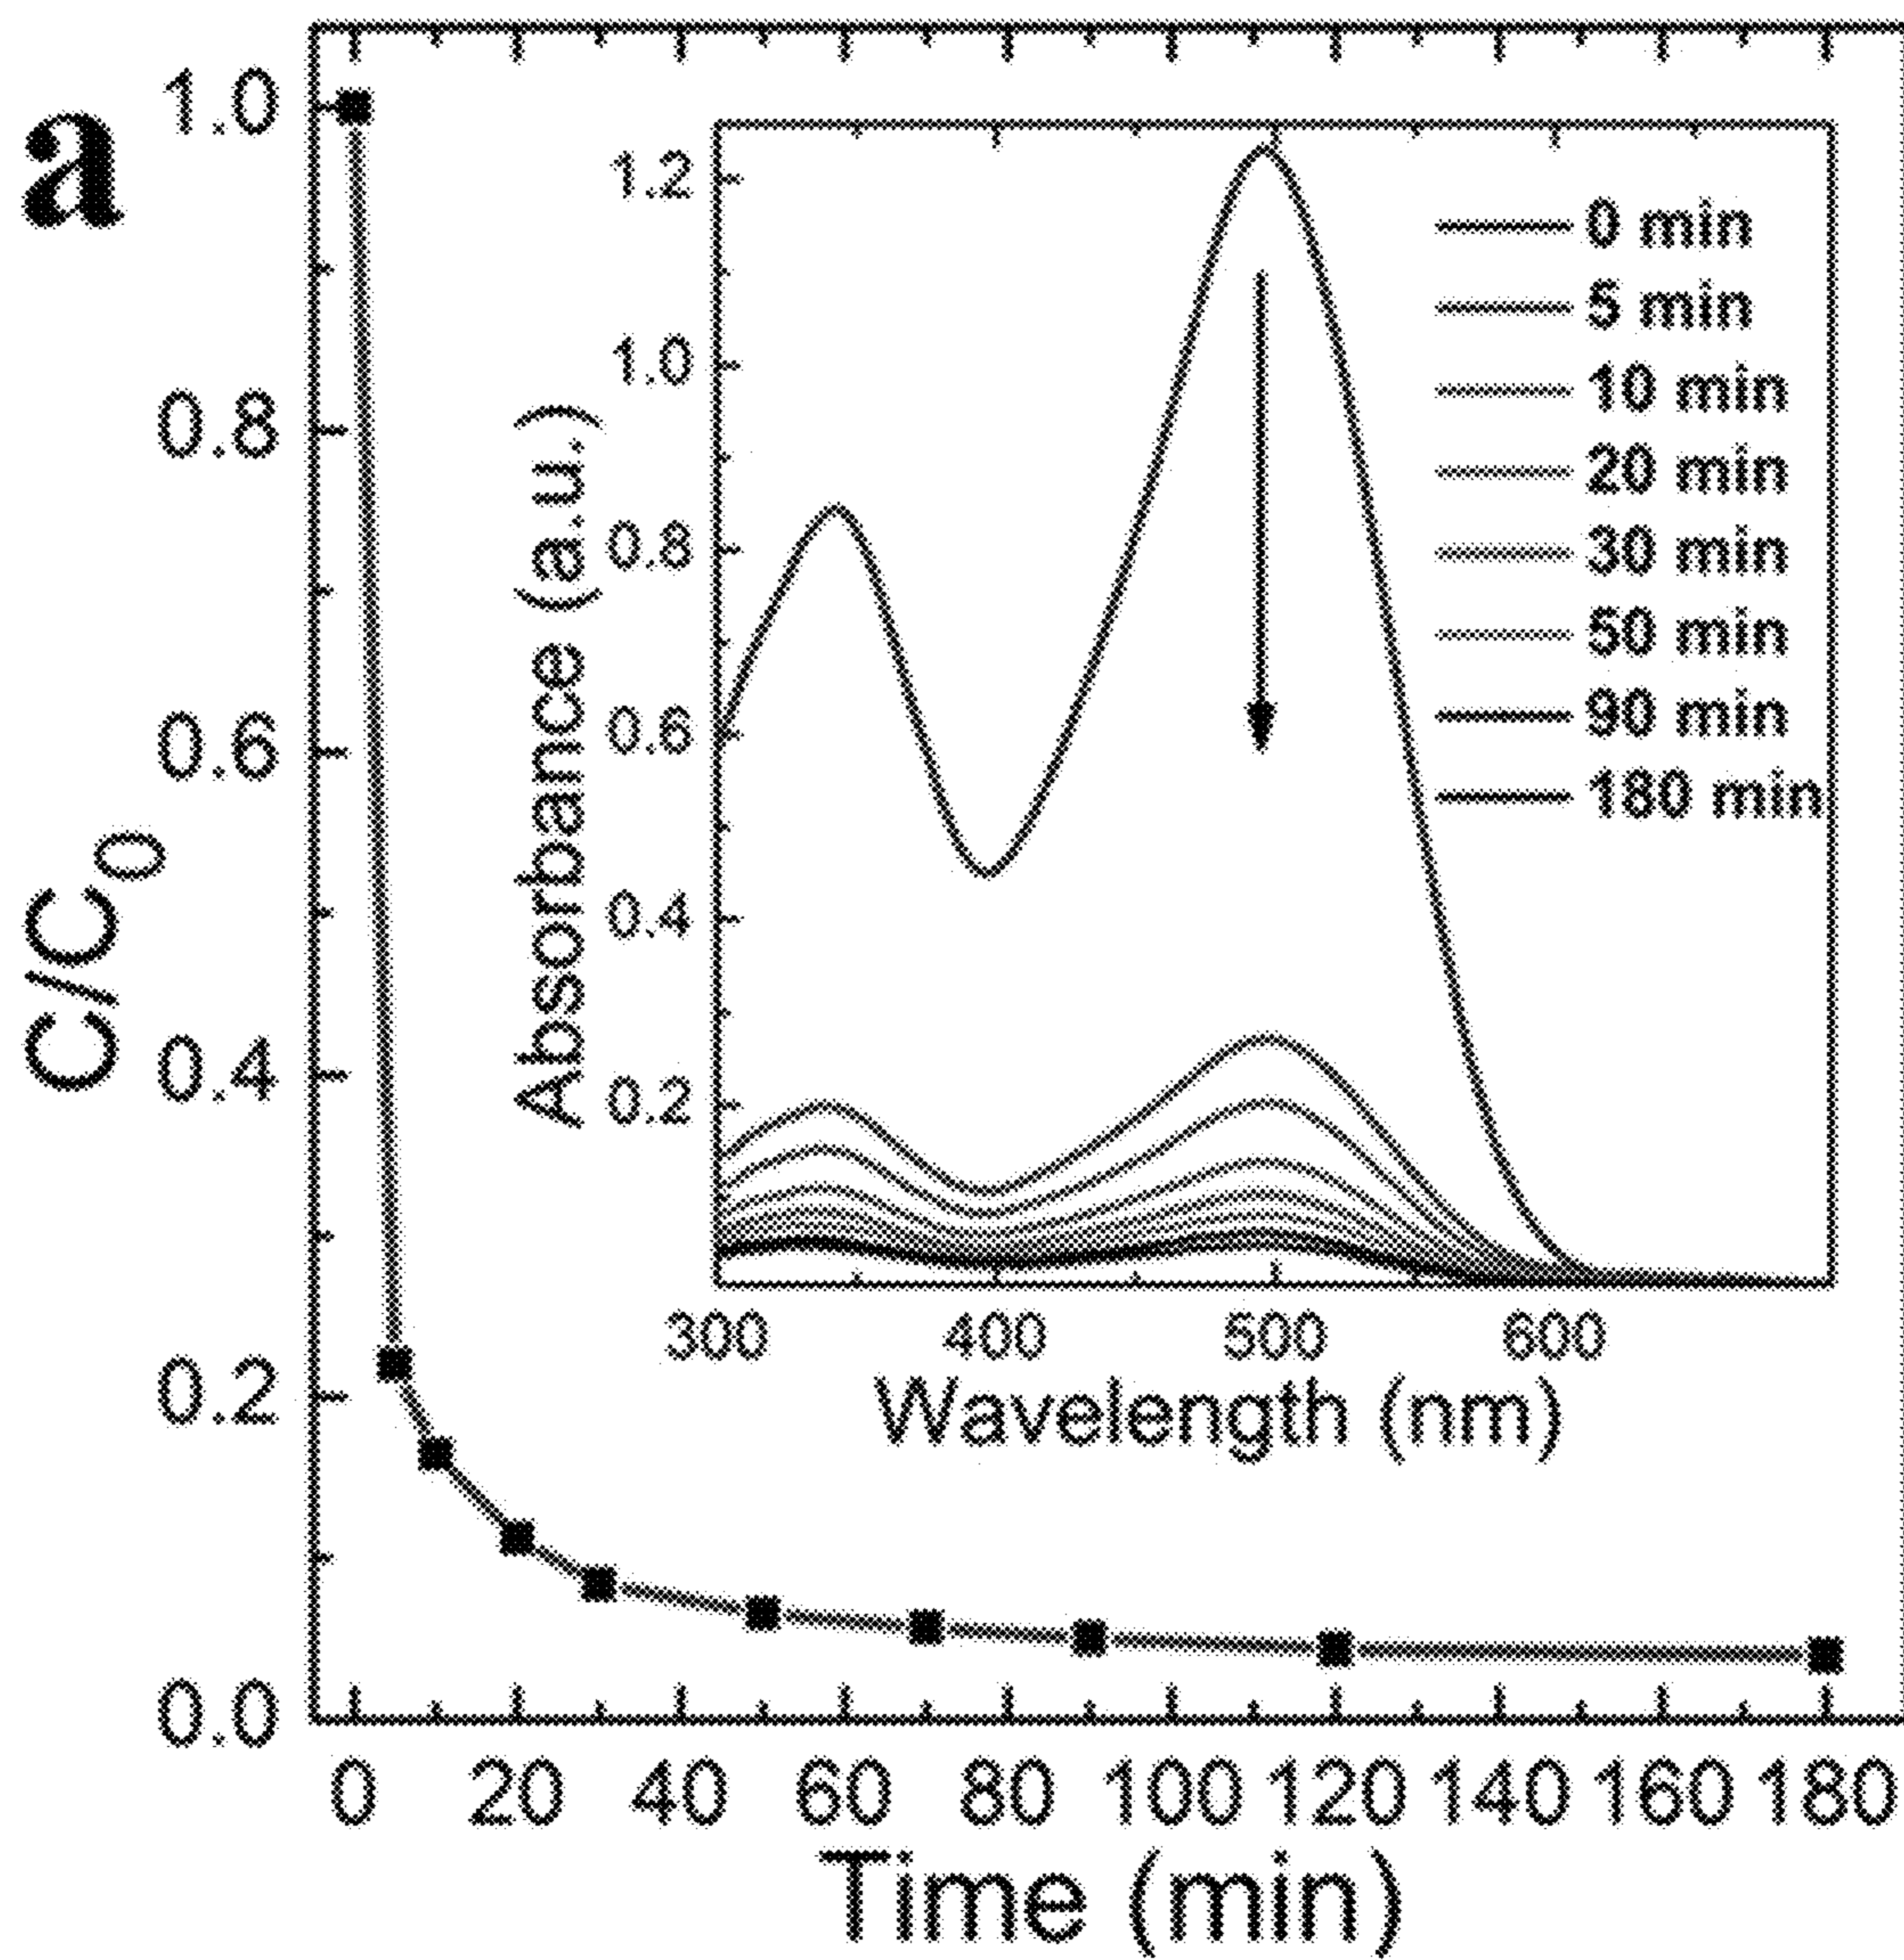 a
C/C0
1.0
0.8
0.6
0.4
0.2
0.0
0 20 40 60 80 100 120 140 160 180
Time (min)
Absorbance (a.u.)
1.2
1.0
0.8
0.6
0.4
0.2
300 400 500 600
Wavelength (nm)
0 min
5 min
10 min
20 min
30 min
50 min
90 min
180 min